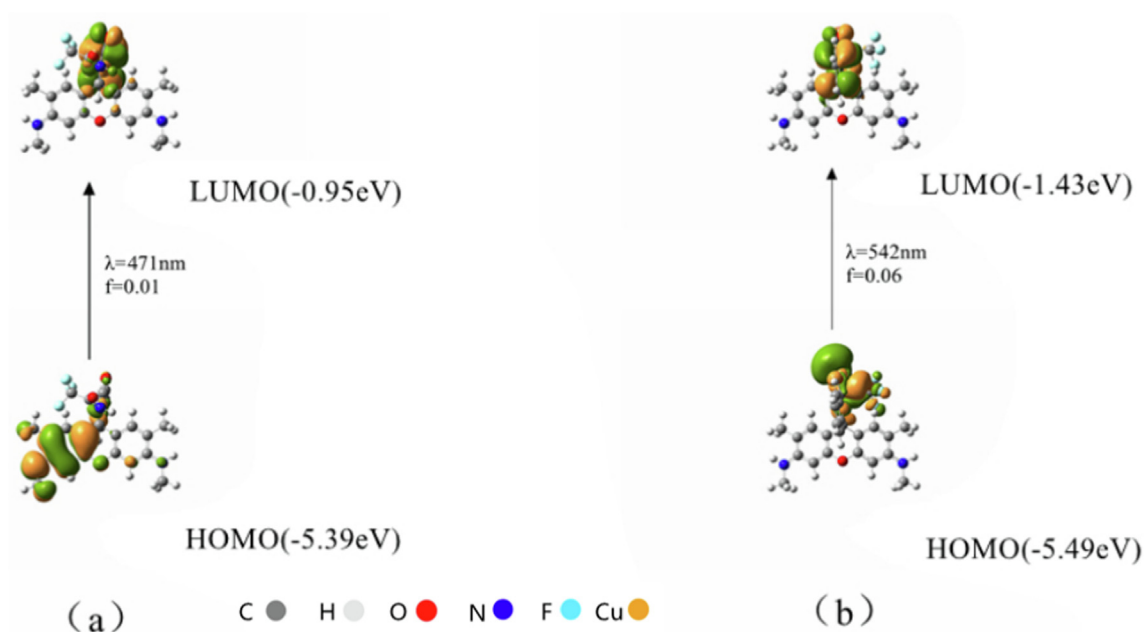 LUMO(-0.95eV)
λ=471nm
f=0.01
HOMO(-5.39eV)
(a)
LUMO(-1.43eV)
λ=542nm
f=0.06
HOMO(-5.49eV)
(b)
C H O N F Cu